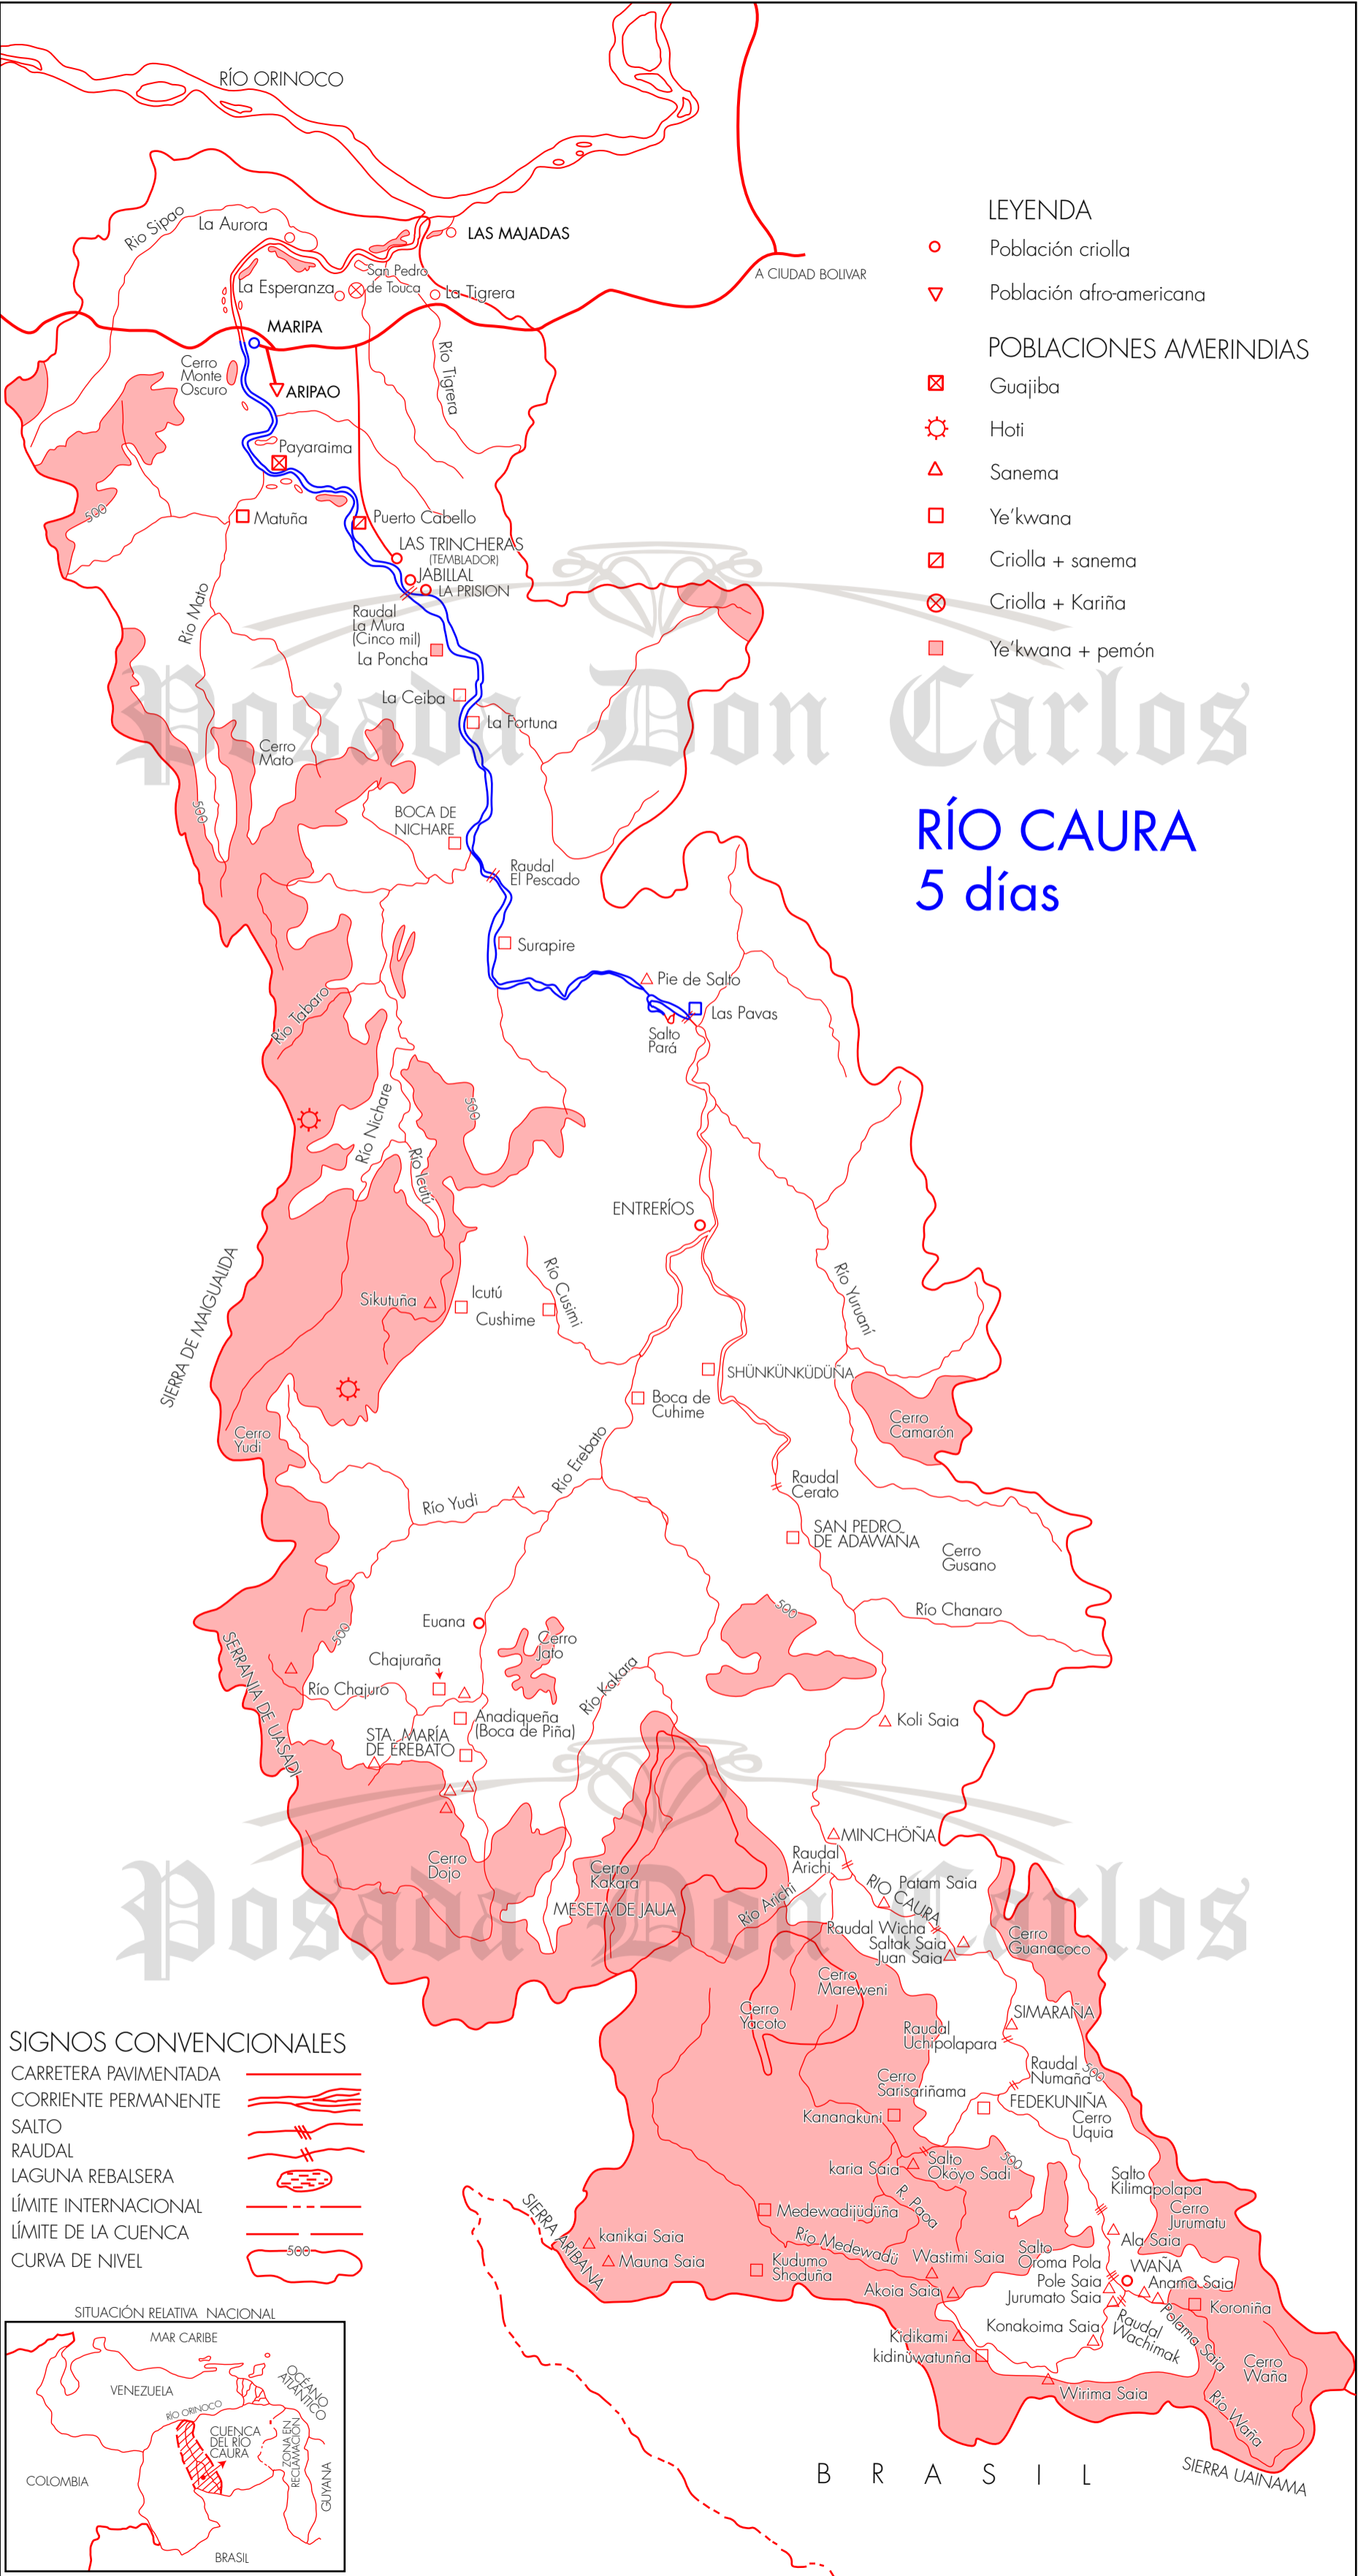 RÍO ORINOCO
Río Sipao
La Aurora
LAS MAJADAS
San Pedro
de Touca
La Esperanza
La Tigrera
A CIUDAD BOLIVAR
MARIPA
Cerro
Monte
Oscuro
ARIPAO
Río Tigrera
Payaraima
500
Matuña
Puerto Cabello
LAS TRINCHERAS
(TEMBLADOR)
JABILLAL
LA PRISION
Río Mato
Raudal
La Mura
(Cinco mil)
La Poncha
La Ceiba
La Fortuna
Cerro
Mato
500
BOCA DE
NICHARE
Raudal
El Pescado
Surapire
Pie de Salto
Las Pavas
Salto
Pará
Río Tabaro
Río Nichare
500
Río Icutú
ENTRERÍOS
SIERRA DE MAIGUALIDA
Sikutuña
Icutú
Cushime
Río Cusimi
Río Yuruaní
SHÜNKÜNKÜDÜÑA
Boca de
Cuhime
Cerro
Camarón
Cerro
Yudi
Río Erebato
Río Yudi
Raudal
Cerato
SAN PEDRO
DE ADAWAÑA
Cerro
Gusano
Río Chanaro
500
500
Euana
Cerro
Jato
Chajuraña
Río Chajuro
SERRANIA DE UASADI
Anadiqueña
(Boca de Piña)
STA. MARÍA
DE EREBATO
Río Kakara
Koli Saia
MINCHÖÑA
Raudal
Arichi
Cerro
Dojo
Cerro
Kakara
MESETA DE JAUA
Río Arichi
RÍO CAURA
Patam Saia
Raudal Wicha
Saltak Saia
Juan Saia
Cerro
Guanacoco
Cerro
Mareweni
Cerro
Yacoto
SIMARAÑA
Raudal
Uchipolapara
Raudal
Numaña
500
Cerro
Sarisariñama
FEDEKUNIÑA
Kananakuni
Cerro
Uquia
karia Saia
Salto
Oköyo Sadi
500
Salto
Kilimapolapa
Cerro
Jurumatu
R. Paoa
Medewadijüdüña
Ala Saia
SIERRA ARIBANA
kanikai Saia
Mauna Saia
Río Medewadü
Kudumo
Shoduña
Wastimi Saia
Akoia Saia
Salto
Oroma Pola
Pole Saia
Jurumato Saia
WAÑA
Anama Saia
Koroniña
Konakoima Saia
Raudal
Wachimak
Polama Saia
Kidikami
kidinüwatunña
Cerro
Waña
Wirima Saia
Río Waña
SIERRA UAINAMA
BRASIL
LEYENDA
Población criolla
Población afro-americana
POBLACIONES AMERINDIAS
Guajiba
Hoti
Sanema
Ye'kwana
Criolla + sanema
Criolla + Kariña
Ye'kwana + pemón
Posada Don Carlos
RÍO CAURA
5 días
Posada Don Carlos
SIGNOS CONVENCIONALES
CARRETERA PAVIMENTADA
CORRIENTE PERMANENTE
SALTO
RAUDAL
LAGUNA REBALSERA
LÍMITE INTERNACIONAL
LÍMITE DE LA CUENCA
CURVA DE NIVEL
500
SITUACIÓN RELATIVA NACIONAL
MAR CARIBE
OCÉANO
ATLÁNTICO
VENEZUELA
RÍO ORINOCO
CUENCA
DEL RÍO
CAURA
ZONA EN
RECLAMACIÓN
GUYANA
COLOMBIA
BRASIL